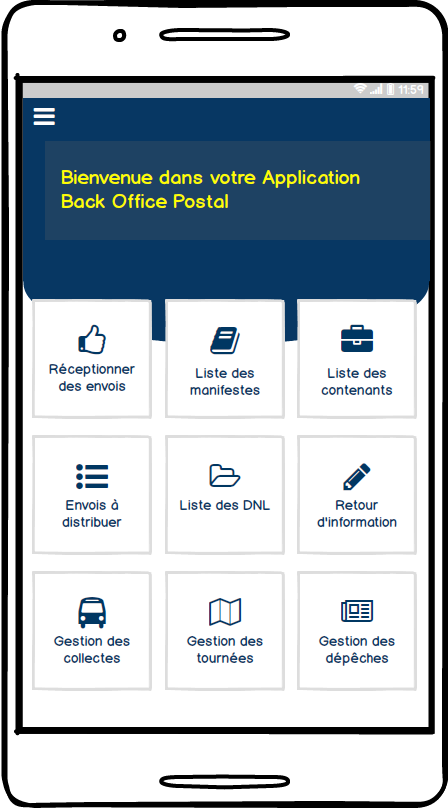 11:59
Bienvenue dans votre Application
Back Office Postal
Réceptionner
des envois
Liste des
manifestes
Liste des
contenants
Envois à
distribuer
Liste des DNL
Retour
d'information
Gestion des
collectes
Gestion des
tournées
Gestion des
dépêches